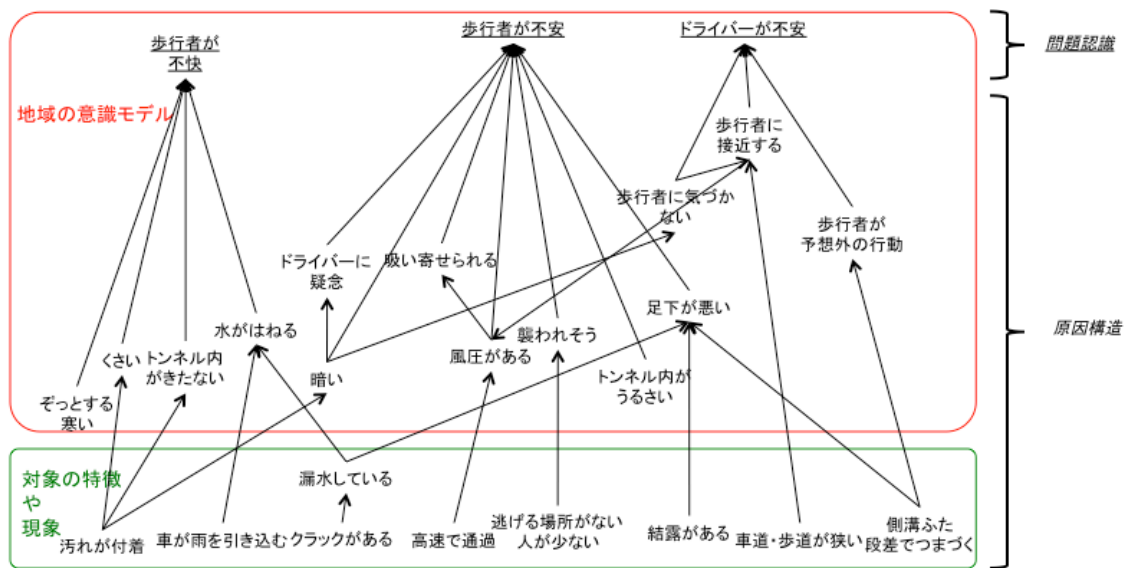 歩行者が
不快
歩行者が不安
ドライバーが不安
問題認識
地域の意識モデル
歩行者に
接近する
歩行者に気づか
ない
歩行者が
予想外の行動
ドライバーに
疑念
吸い寄せられる
足下が悪い
水がはねる
襲われそう
風圧がある
原因構造
くさい
トンネル内
がきたない
暗い
トンネル内が
うるさい
ぞっとする
寒い
対象の特徴
や
現象
漏水している
汚れが付着
車が雨を引き込む
クラックがある
高速で通過
逃げる場所がない
人が少ない
結露がある
車道・歩道が狭い
側溝ふた
段差でつまづく